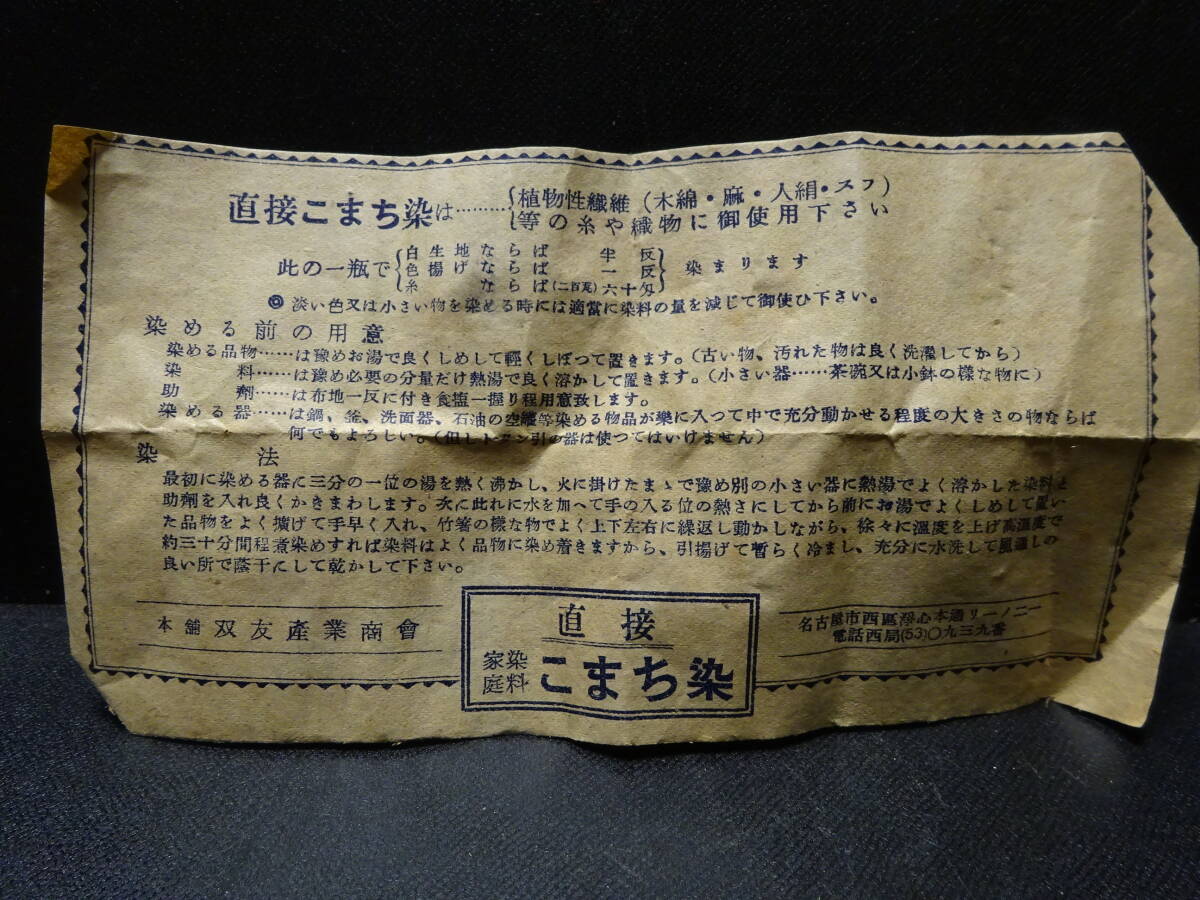 直接こまち染は………{植物性繊維（木綿・麻・人絹・スフ）
等の糸や織物に御使用下さい
此の一瓶で{白生地ならば 半反
色揚げならば 一反
糸 ならば(二百瓦)六十匁}染まります
◎淡い色又は小さい物を染める時には適當に染料の量を減じて御使ひ下さい。
染める前の用意
染める品物……は豫めお湯で良くしめして輕くしぼつて置きます。（古い物、汚れた物は良く洗濯してから）
染料……は豫め必要の分量だけ熱湯で良く溶かして置きます。（小さい器……茶碗又は小鉢の樣な物に）
助劑……は布地一反に付き食塩一握り程用意致します。
染める器……は鍋、釜、洗面器、石油の空罐等染める物品が樂に入つて中で充分動かせる程度の大きさの物ならば
何でもよろしい。（但しトタン引の器は使つてはいけません）
染法
最初に染める器に三分の一位の湯を熱く沸かし、火に掛けたまゝで豫め別の小さい器に熱湯でよく溶かした染料と
助劑を入れ良くかきまわします。次に此れに水を加へて手の入る位の熱さにしてから前にお湯でよくしめして置い
た品物をよく擴げて手早く入れ、竹箸の樣な物でよく上下左右に繰返し動かしながら、徐々に溫度を上げ高溫度で
約三十分間程煮染めすれば染料はよく品物に染め着きますから、引揚げて暫らく冷まし、充分に水洗して風通しの
良い所で蔭干にして乾かして下さい。
本舗 双友產業商會
直接
家庭染料 こまち染
名古屋市西區淨心本通リ一ノ二一
電話西局(53)〇九三九番